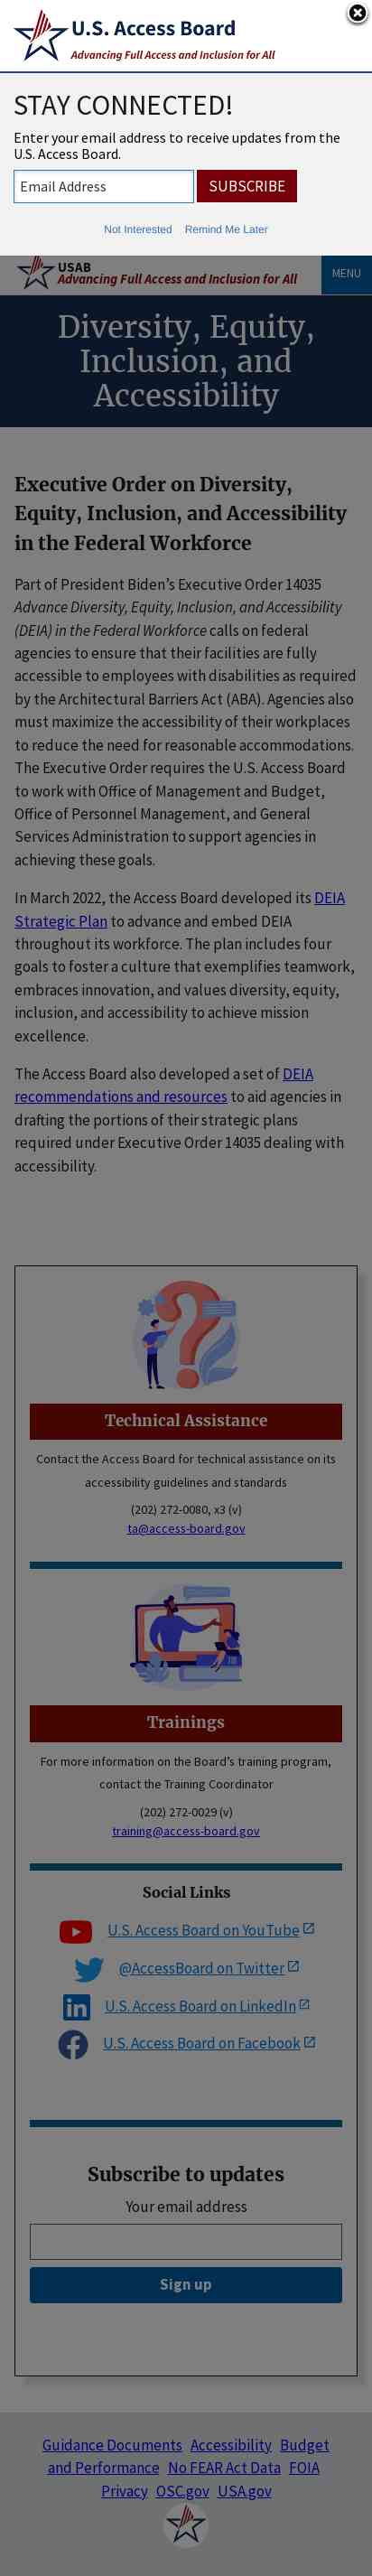 U.S. Access Board
Advancing Full Access and Inclusion for All
STAY CONNECTED!
Enter your email address to receive updates from the
U.S. Access Board.
Email Address
SUBSCRIBE
Not Interested Remind Me Later
USAB
Advancing Full Access and Inclusion for All
MENU
Diversity, Equity,
Inclusion, and
Accessibility
Executive Order on Diversity,
Equity, Inclusion, and Accessibility
in the Federal Workforce
Part of President Biden’s Executive Order 14035
Advance Diversity, Equity, Inclusion, and Accessibility
(DEIA) in the Federal Workforce calls on federal
agencies to ensure that their facilities are fully
accessible to employees with disabilities as required
by the Architectural Barriers Act (ABA). Agencies also
must maximize the accessibility of their workplaces
to reduce the need for reasonable accommodations.
The Executive Order requires the U.S. Access Board
to work with Office of Management and Budget,
Office of Personnel Management, and General
Services Administration to support agencies in
achieving these goals.
In March 2022, the Access Board developed its DEIA
Strategic Plan to advance and embed DEIA
throughout its workforce. The plan includes four
goals to foster a culture that exemplifies teamwork,
embraces innovation, and values diversity, equity,
inclusion, and accessibility to achieve mission
excellence.
The Access Board also developed a set of DEIA
recommendations and resources to aid agencies in
drafting the portions of their strategic plans
required under Executive Order 14035 dealing with
accessibility.
Technical Assistance
Contact the Access Board for technical assistance on its
accessibility guidelines and standards
(202) 272-0080, x3 (v)
ta@access-board.gov
Trainings
For more information on the Board’s training program,
contact the Training Coordinator
(202) 272-0029 (v)
training@access-board.gov
Social Links
U.S. Access Board on YouTube
@AccessBoard on Twitter
U.S. Access Board on LinkedIn
U.S. Access Board on Facebook
Subscribe to updates
Your email address
Sign up
Guidance Documents Accessibility Budget
and Performance No FEAR Act Data FOIA
Privacy OSC.gov USA.gov